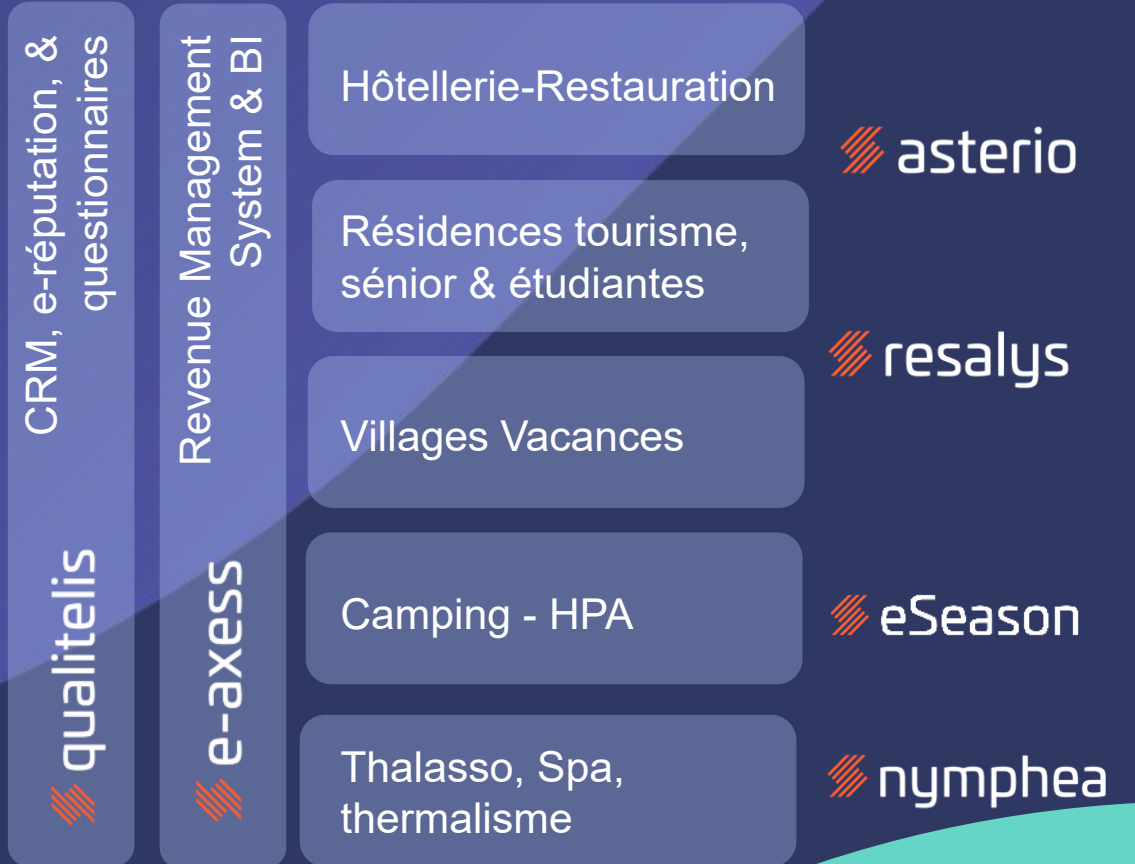 CRM, e-réputation, &
questionnaires
qualitelis
Revenue Management
System & BI
e-axess
Hôtellerie-Restauration
asterio
Résidences tourisme,
sénior & étudiantes
resalys
Villages Vacances
Camping - HPA
eSeason
Thalasso, Spa,
thermalisme
nymphea